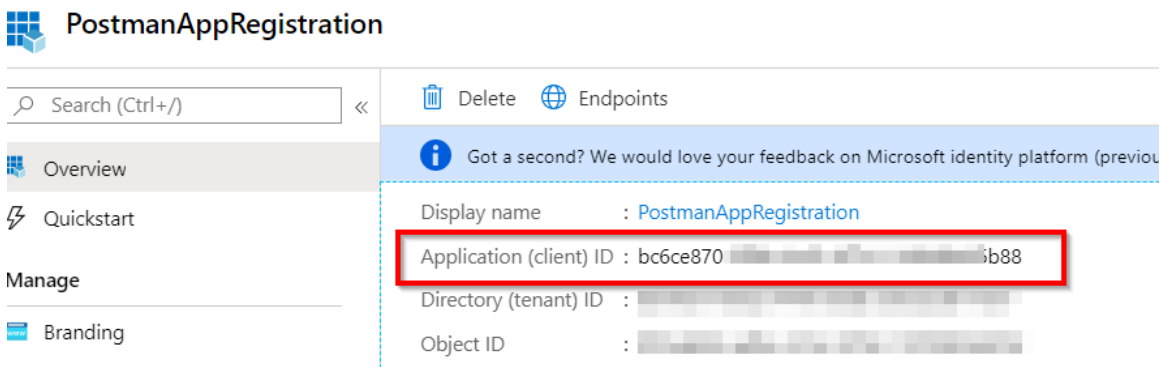 PostmanAppRegistration
Search (Ctrl+/)
«
Delete
Endpoints
Overview
Got a second? We would love your feedback on Microsoft identity platform (previou
Quickstart
Display name : PostmanAppRegistration
Application (client) ID : bc6ce870 6b88
Manage
Directory (tenant) ID :
Branding
Object ID :